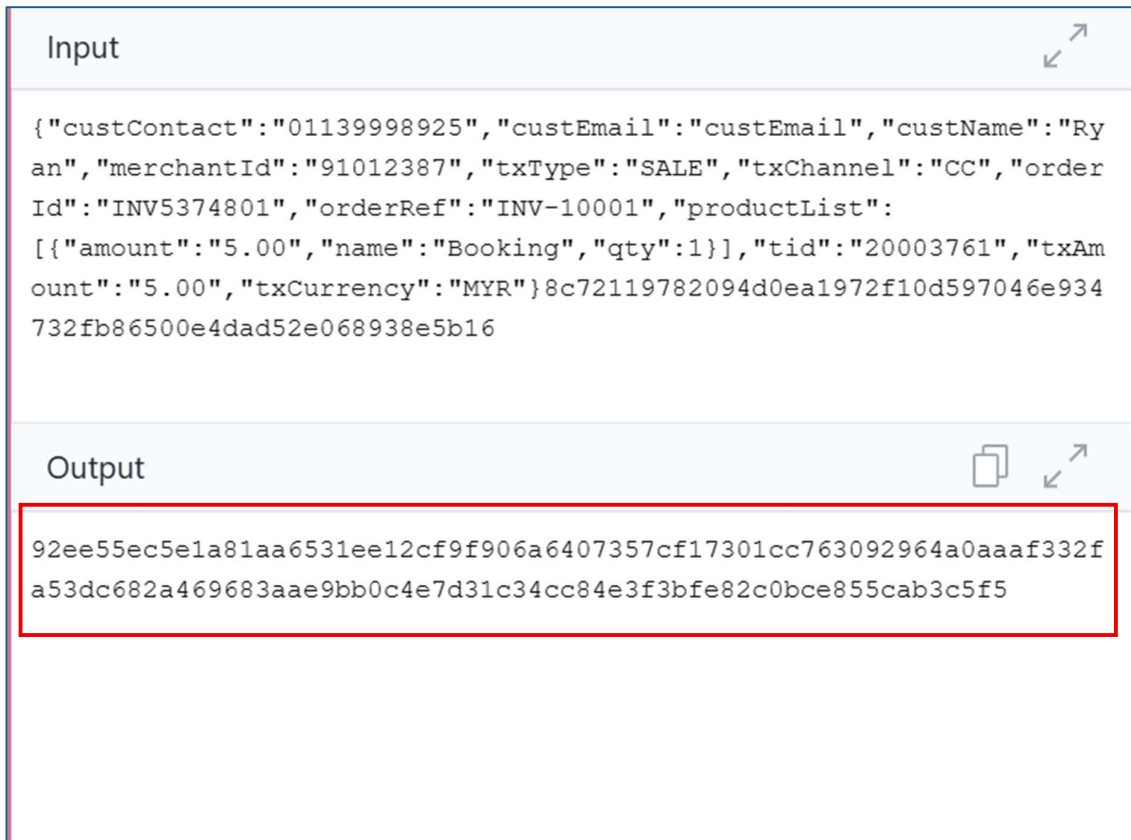 Input
{"custContact":"01139998925","custEmail":"custEmail","custName":"Ry
an","merchantId":"91012387","txType":"SALE","txChannel":"CC","order
Id":"INV5374801","orderRef":"INV-10001","productList":
[{"amount":"5.00","name":"Booking","qty":1}],"tid":"20003761","txAm
ount":"5.00","txCurrency":"MYR"}8c72119782094d0ea1972f10d597046e934
732fb86500e4dad52e068938e5b16
Output
92ee55ec5e1a81aa6531ee12cf9f906a6407357cf17301cc763092964a0aaaf332f
a53dc682a469683aae9bb0c4e7d31c34cc84e3f3bfe82c0bce855cab3c5f5